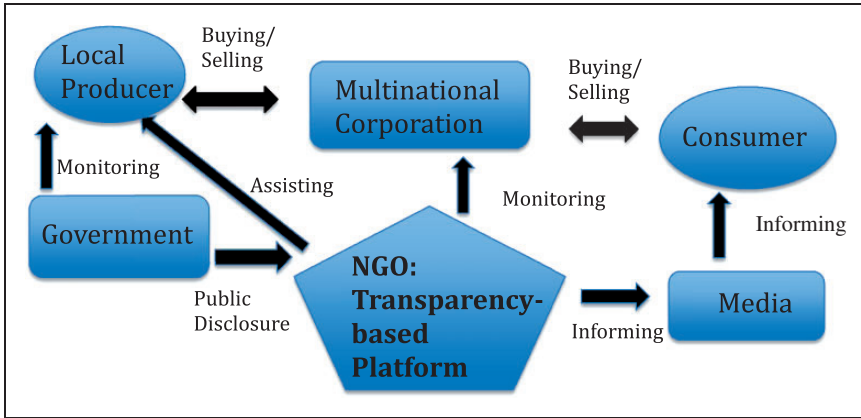 Local
Producer
Buying/
Selling
Multinational
Corporation
Buying/
Selling
Consumer
Monitoring
Assisting
Monitoring
Government
Public
Disclosure
NGO:
Transparency-
based
Platform
Informing
Informing
Media